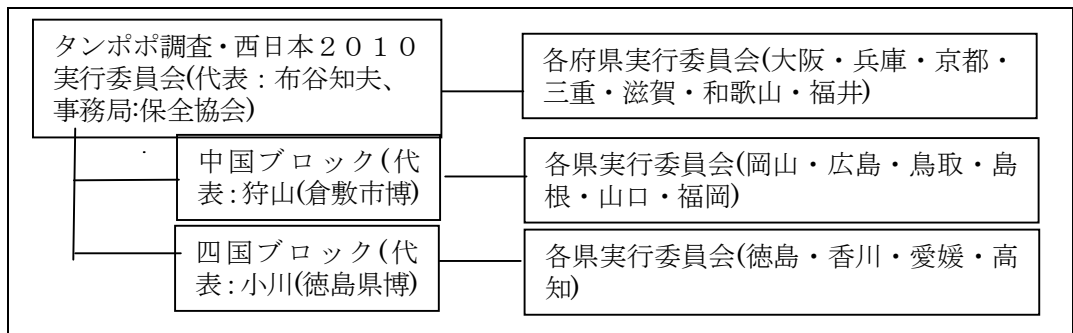 タンポポ調査・西日本２０１０
実行委員会(代表：布谷知夫、
事務局:保全協会)
各府県実行委員会(大阪・兵庫・京都・
三重・滋賀・和歌山・福井)
中国ブロック(代
表:狩山(倉敷市博)
各県実行委員会(岡山・広島・鳥取・島
根・山口・福岡)
四国ブロック(代
表:小川(徳島県博)
各県実行委員会(徳島・香川・愛媛・高
知)